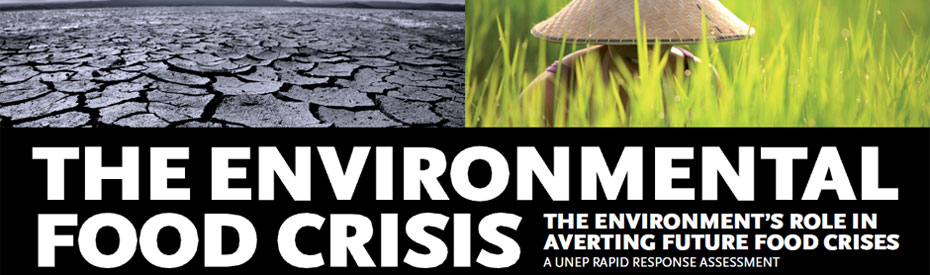 THE ENVIRONMENTAL
FOOD CRISIS
THE ENVIRONMENT'S ROLE IN
AVERTING FUTURE FOOD CRISES
A UNEP RAPID RESPONSE ASSESSMENT